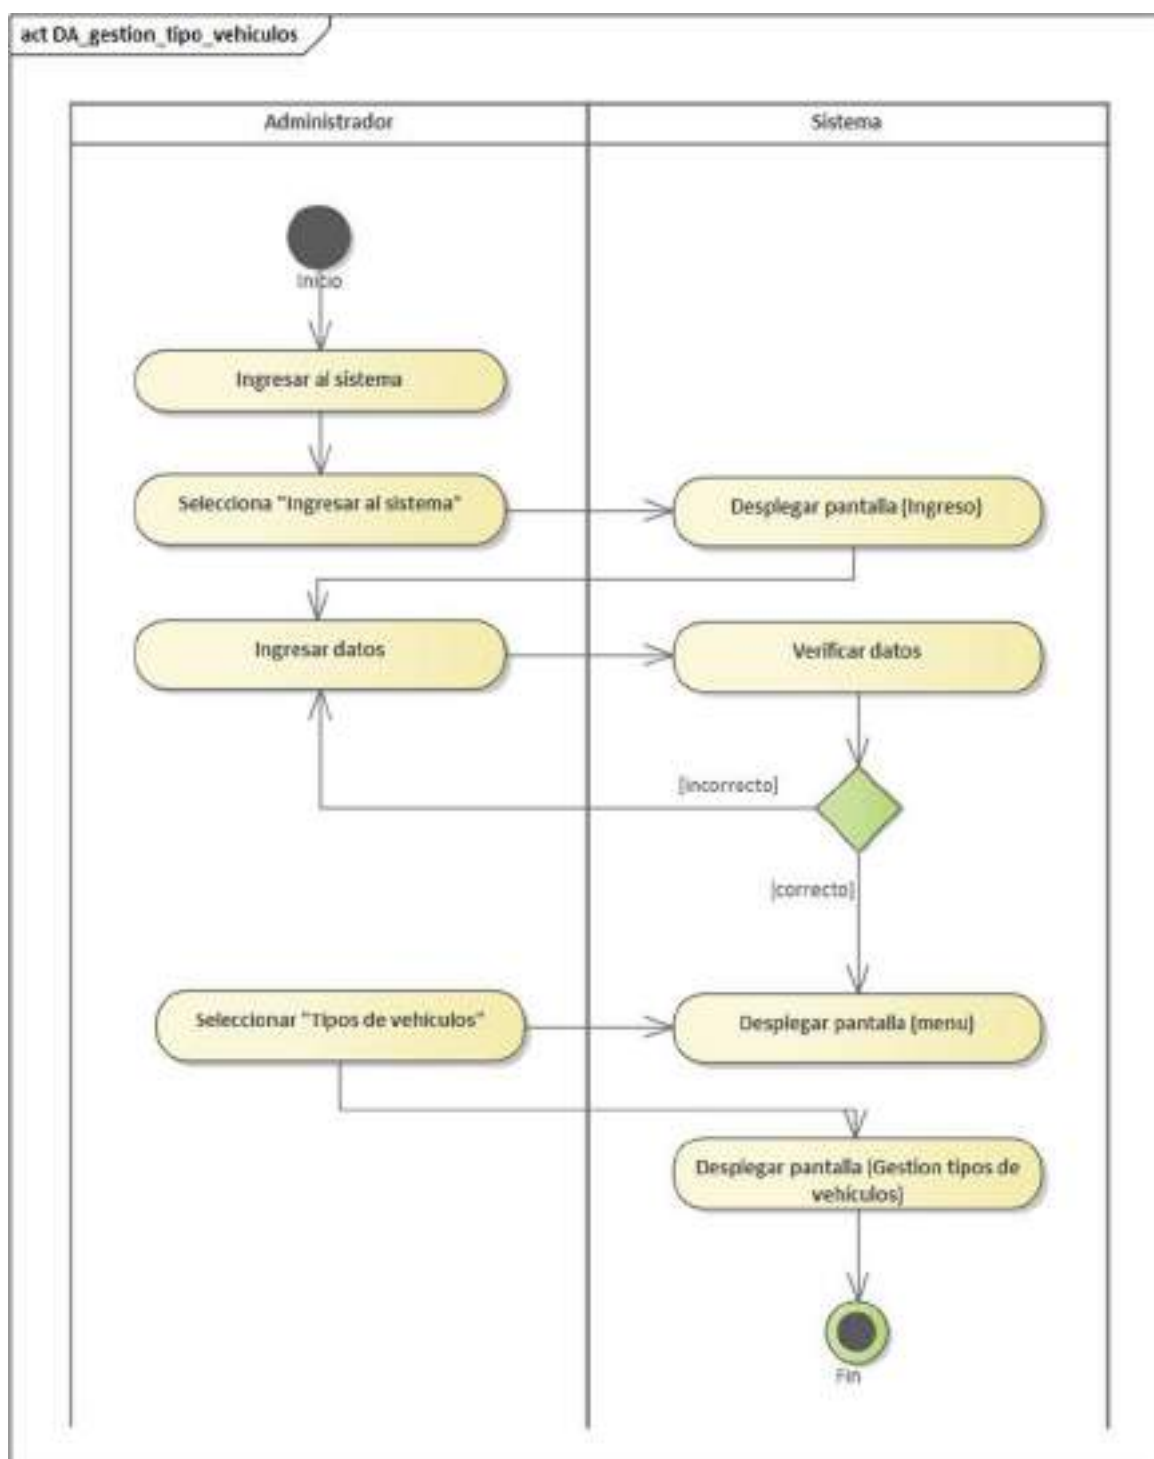 act DA_gestion_tipo_vehiculos
Administrador
Sistema
Inicio
Ingresar al sistema
Selecciona "Ingresar al sistema"
Desplegar pantalla (Ingreso)
Ingresar datos
Verificar datos
[incorrecto]
[correcto]
Seleccionar "Tipos de vehiculos"
Desplegar pantalla (menu)
Desplegar pantalla (Gestion tipos de
vehiculos)
Fin